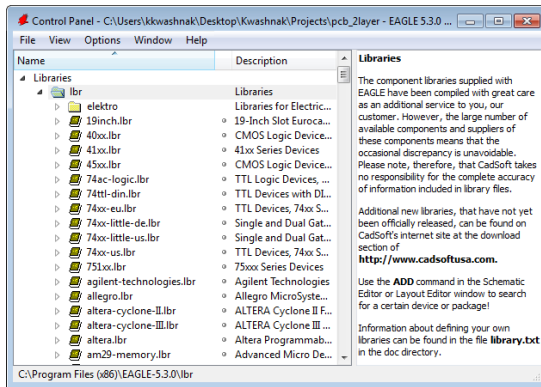 Control Panel - C:\Users\kkwashnak\Desktop\Kwashnak\Projects\pcb_2layer - EAGLE 5.3.0 ...
File View Options Window Help
Name Description
Libraries
lbr Libraries
elektro Libraries for Electric...
19inch.lbr 19-Inch Slot Euroca...
40xx.lbr CMOS Logic Device...
41xx.lbr 41xx Series Devices
45xx.lbr CMOS Logic Device...
74ac-logic.lbr TTL Logic Devices, ...
74ttl-din.lbr TTL Devices with DI...
74xx-eu.lbr TTL Devices, 74xx S...
74xx-little-de.lbr Single and Dual Gat...
74xx-little-us.lbr Single and Dual Gat...
74xx-us.lbr TTL Devices, 74xx S...
751xx.lbr 75xxx Series Devices
agilent-technologies.lbr Agilent Technologies
allegro.lbr Allegro MicroSyste...
altera-cyclone-II.lbr ALTERA Cyclone II F...
altera-cyclone-III.lbr ALTERA Cyclone III ...
altera.lbr Altera Programmab...
am29-memory.lbr Advanced Micro De...
Libraries
The component libraries supplied with
EAGLE have been compiled with great care
as an additional service to you, our
customer. However, the large number of
available components and suppliers of
these components means that the
occasional discrepancy is unavoidable.
Please note, therefore, that CadSoft takes
no responsibility for the complete accuracy
of information included in library files.
Additional new libraries, that have not yet
been officially released, can be found on
CadSoft's internet site at the download
section of
http://www.cadsoftusa.com.
Use the ADD command in the Schematic
Editor or Layout Editor window to search
for a certain device or package!
Information about defining your own
libraries can be found in the file library.txt
in the doc directory.
C:\Program Files (x86)\EAGLE-5.3.0\lbr